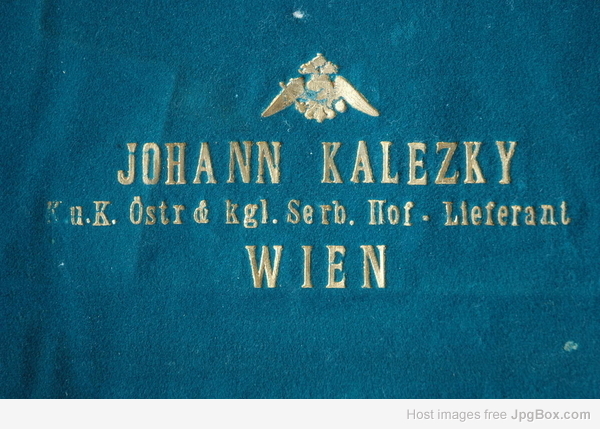 JOHANN KALEZKY
K.u.K. Östr & kgl. Serb. Hof - Lieferant
WIEN
Host images free JpgBox.com